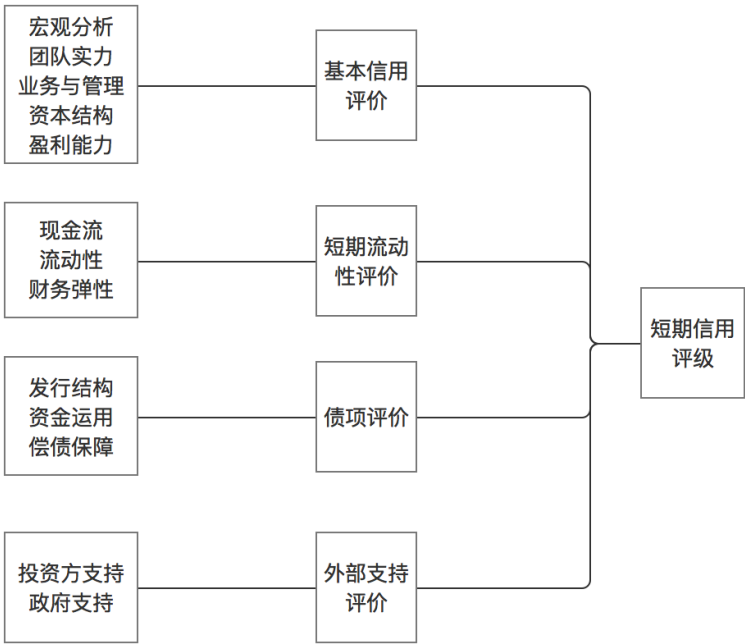 宏观分析
团队实力
业务与管理
资本结构
盈利能力
基本信用
评价
现金流
流动性
财务弹性
短期流动
性评价
短期信用
评级
发行结构
资金运用
偿债保障
债项评价
投资方支持
政府支持
外部支持
评价